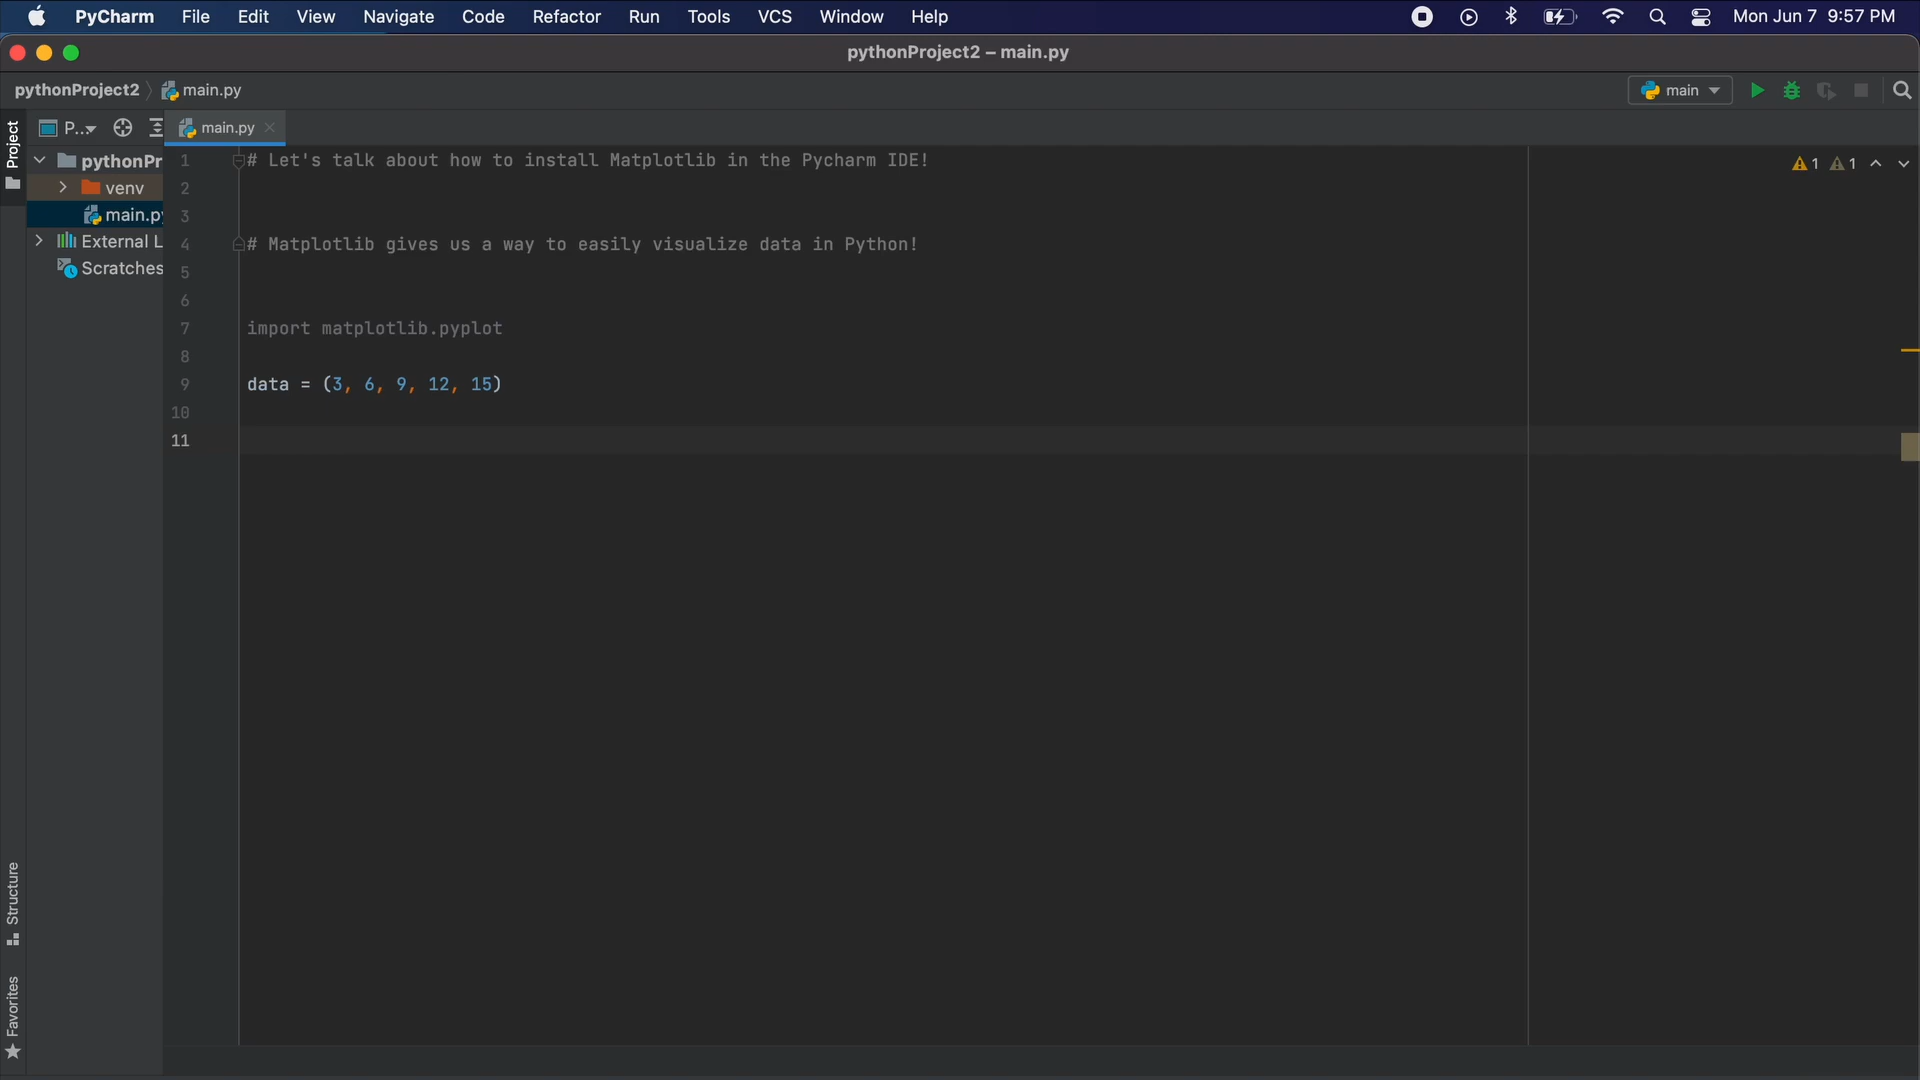 PyCharm File Edit View Navigate Code Refactor Run Tools VCS Window Help Mon Jun 7 9:57 PM
pythonProject2 – main.py
pythonProject2 main.py main
Project P... main.py
pythonPr
venv
main.py
External L
Scratches
1 # Let's talk about how to install Matplotlib in the Pycharm IDE! 1 1
2
3
4 # Matplotlib gives us a way to easily visualize data in Python!
5
6
7 import matplotlib.pyplot
8
9 data = (3, 6, 9, 12, 15)
10
11
Structure
Favorites